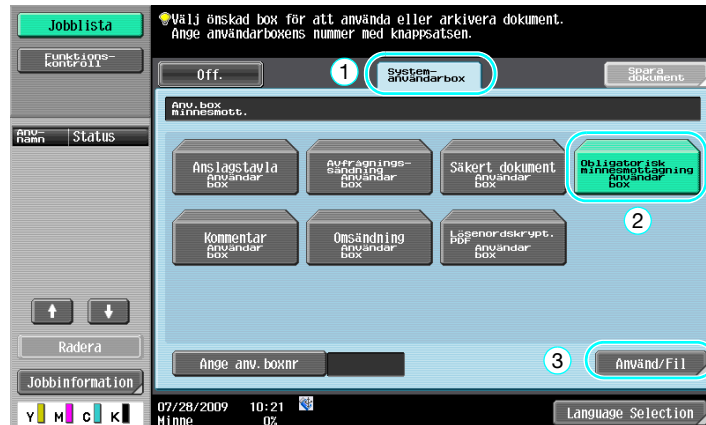 Jobblista
Funktions-
kontroll
Anv-
namn
Status
Radera
Jobbinformation
Y M C K
Välj önskad box för att använda eller arkivera dokument.
Ange användarboxens nummer med knappsatsen.
Off.
1
System-
användarbox
Spara
dokument
Anv.box
minnesmott.
Anslagstavla
Användar
box
Avfrågnings-
sändning
Användar
box
Säkert dokument
Användar
box
Obligatorisk
minnesmottagning
Användar
box
2
Kommentar
Användar
box
Omsändning
Användar
box
Lösenordskrypt.
PDF
Användar
box
Ange anv.boxnr
3
Använd/Fil
07/28/2009 10:21
Minne 0%
Language Selection